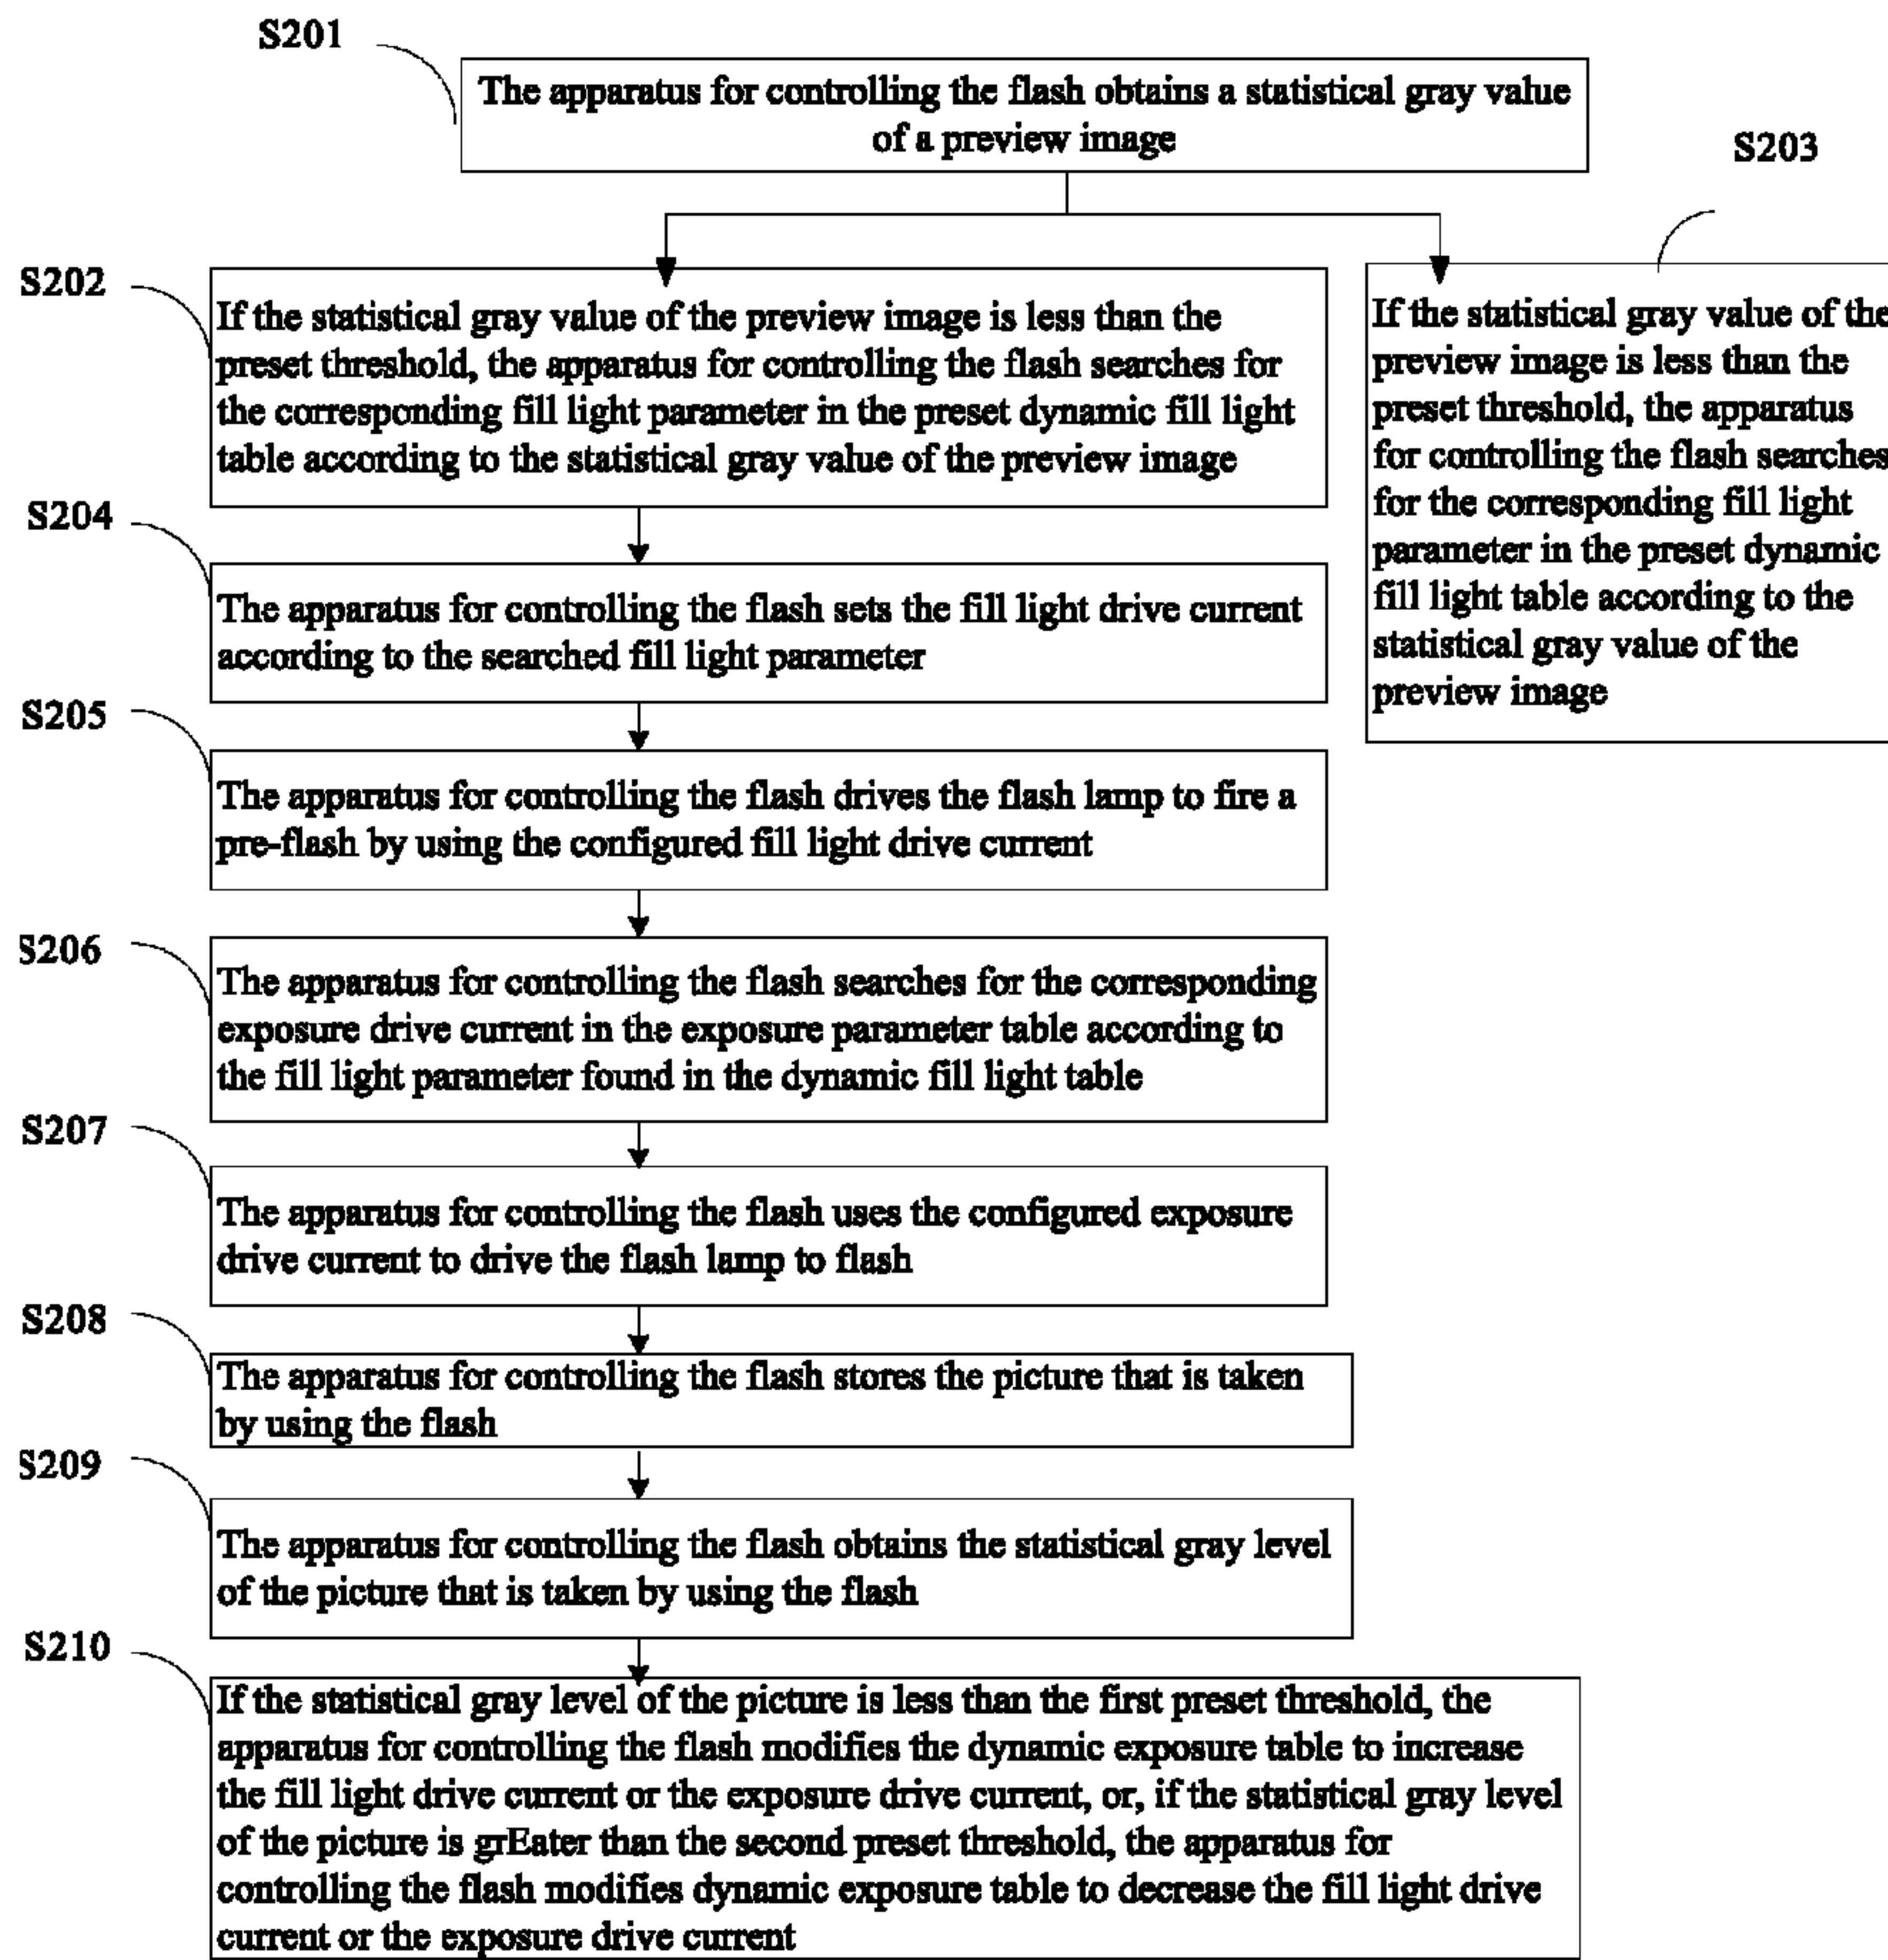 S201
The apparatus for controlling the flash obtains a statistical gray value
of a preview image
S203
S202
If the statistical gray value of the preview image is less than the
preset threshold, the apparatus for controlling the flash searches for
the corresponding fill light parameter in the preset dynamic fill light
table according to the statistical gray value of the preview image
If the statistical gray value of the
preview image is less than the
preset threshold, the apparatus
for controlling the flash searches
for the corresponding fill light
parameter in the preset dynamic
fill light table according to the
statistical gray value of the
preview image
S204
The apparatus for controlling the flash sets the fill light drive current
according to the searched fill light parameter
S205
The apparatus for controlling the flash drives the flash lamp to fire a
pre-flash by using the configured fill light drive current
S206
The apparatus for controlling the flash searches for the corresponding
exposure drive current in the exposure parameter table according to
the fill light parameter found in the dynamic fill light table
S207
The apparatus for controlling the flash uses the configured exposure
drive current to drive the flash lamp to flash
S208
The apparatus for controlling the flash stores the picture that is taken
by using the flash
S209
The apparatus for controlling the flash obtains the statistical gray level
of the picture that is taken by using the flash
S210
If the statistical gray level of the picture is less than the first preset threshold, the
apparatus for controlling the flash modifies the dynamic exposure table to increase
the fill light drive current or the exposure drive current, or, if the statistical gray level
of the picture is grEater than the second preset threshold, the apparatus for
controlling the flash modifies dynamic exposure table to decrease the fill light drive
current or the exposure drive current